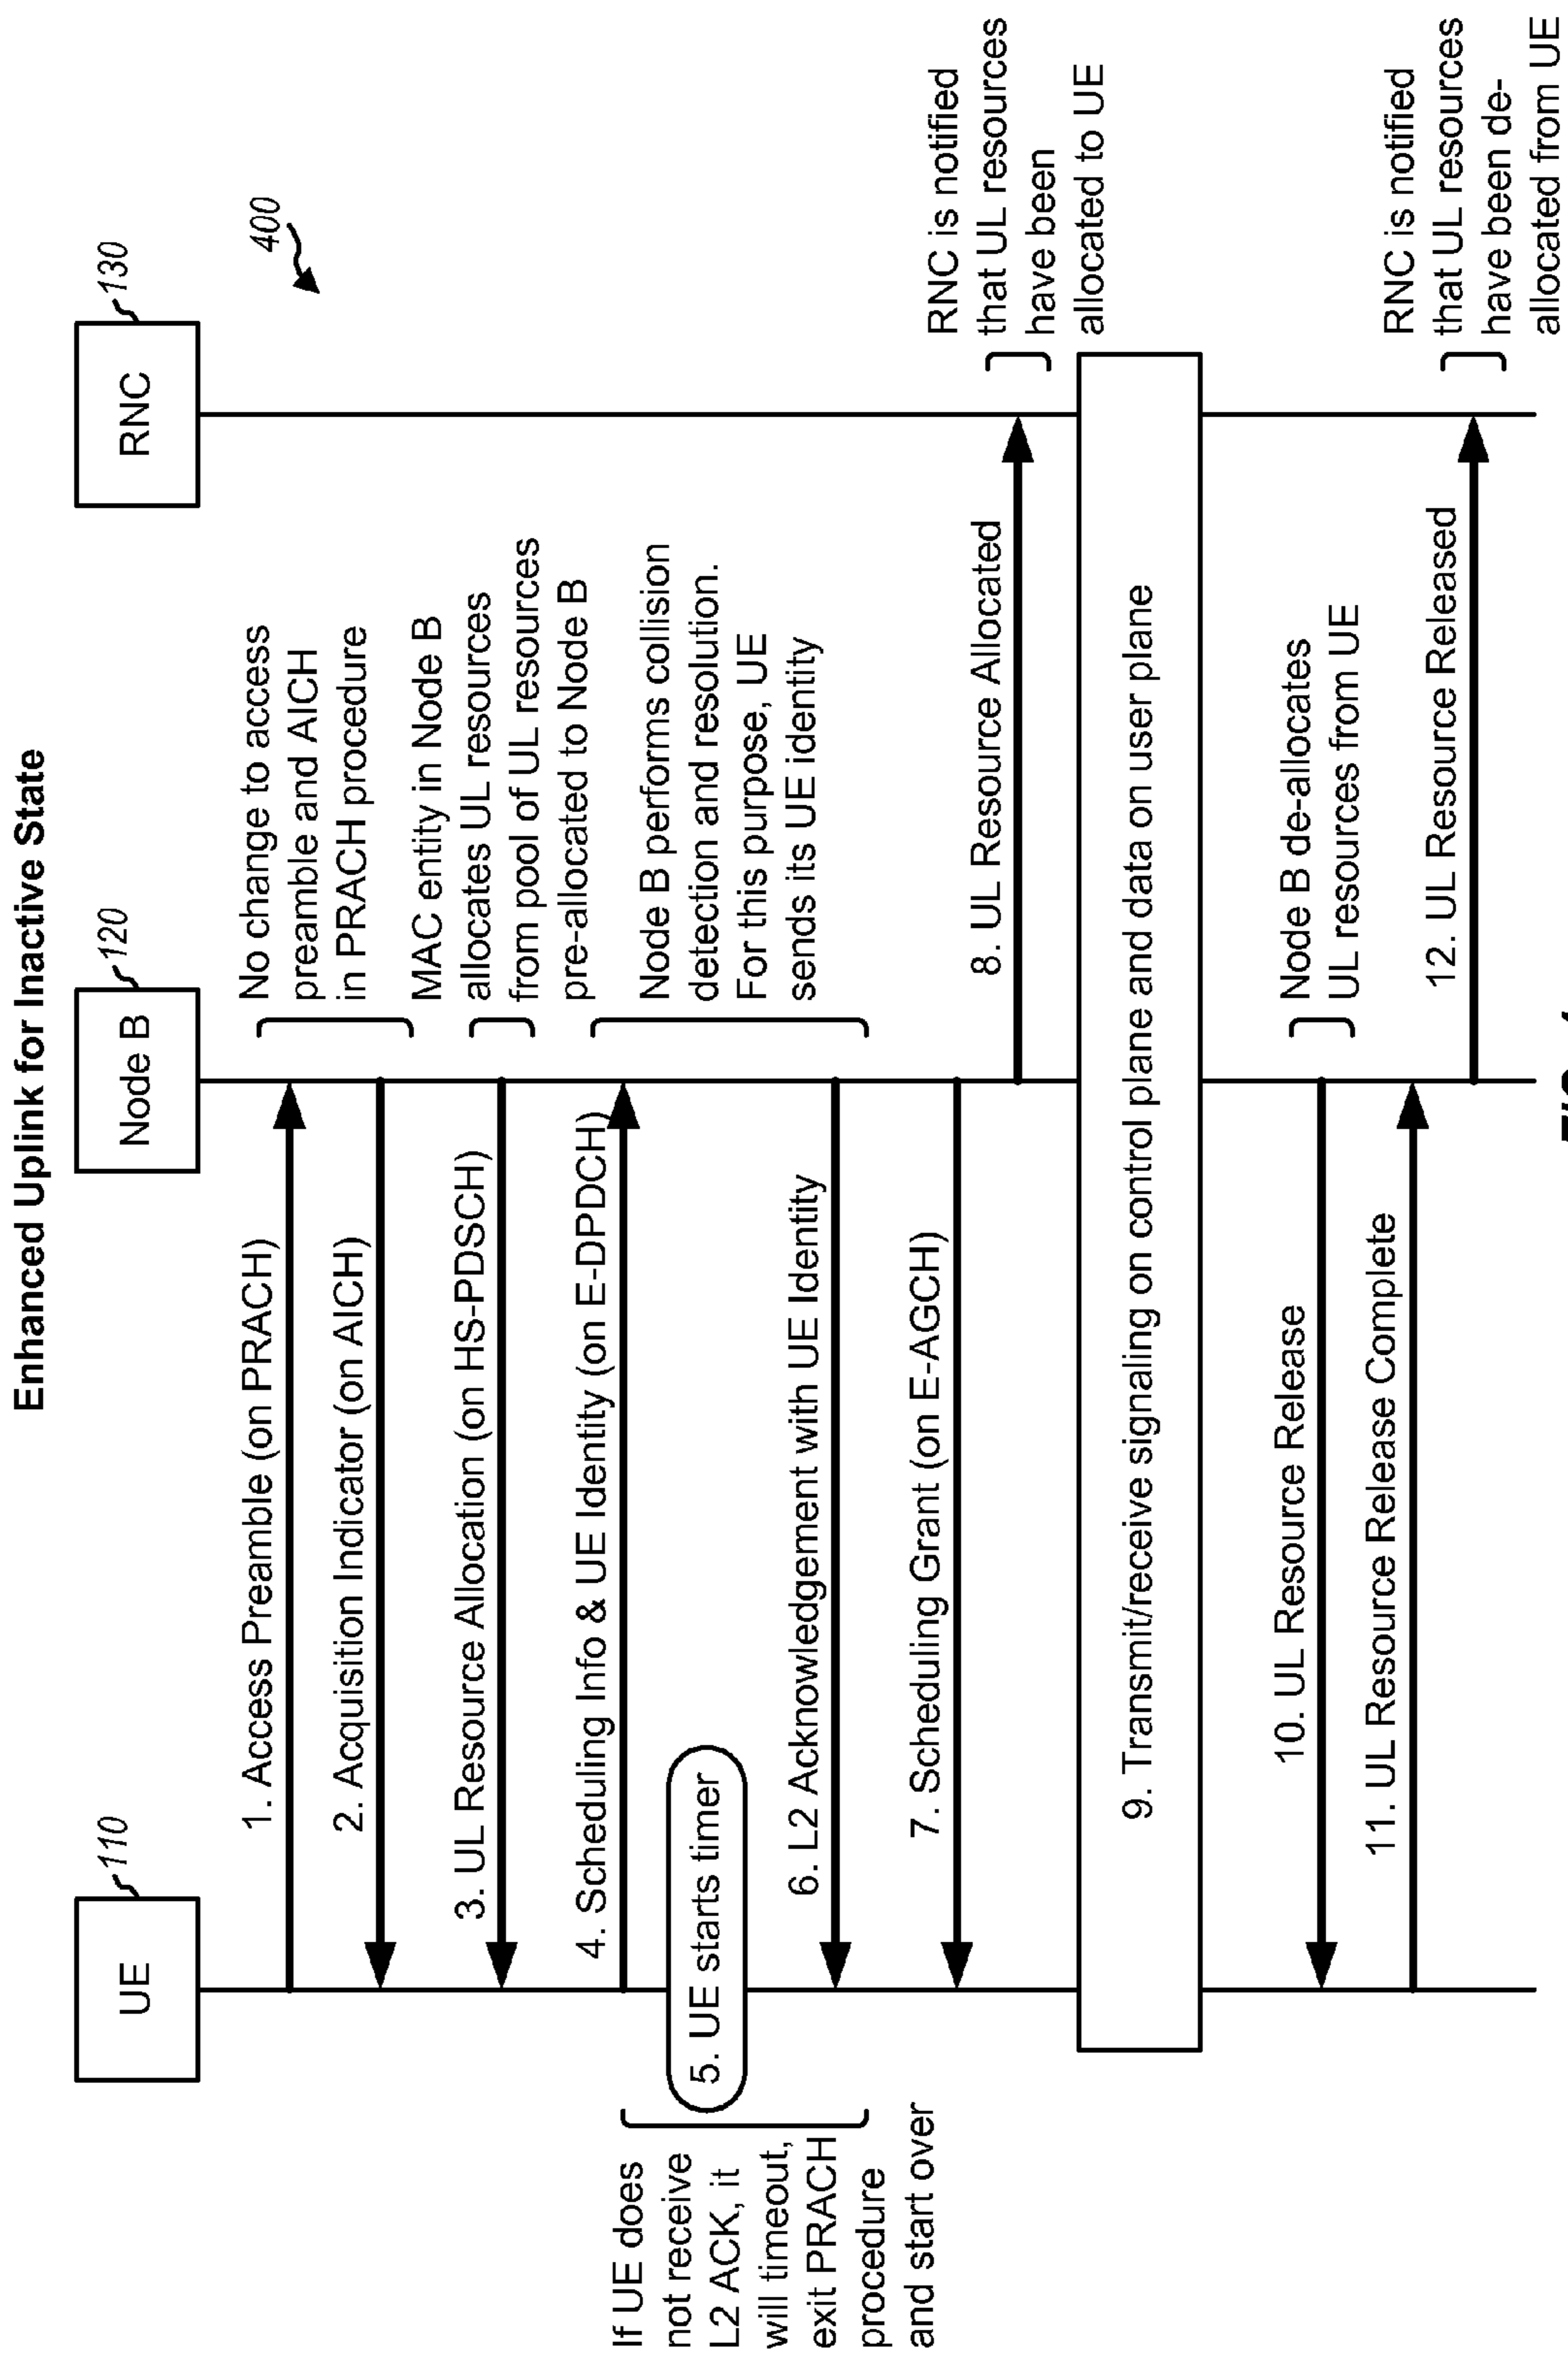 Enhanced Uplink for Inactive State
UE
110
Node B
120
RNC
130
400
1. Access Preamble (on PRACH)
2. Acquisition Indicator (on AICH)
No change to access
preamble and AICH
in PRACH procedure
3. UL Resource Allocation (on HS-PDSCH)
MAC entity in Node B
allocates UL resources
from pool of UL resources
pre-allocated to Node B
4. Scheduling Info & UE Identity (on E-DPDCH)
Node B performs collision
detection and resolution.
For this purpose, UE
sends its UE identity
If UE does
not receive
L2 ACK, it
will timeout,
exit PRACH
procedure
and start over
5. UE starts timer
6. L2 Acknowledgement with UE Identity
7. Scheduling Grant (on E-AGCH)
8. UL Resource Allocated
RNC is notified
that UL resources
have been
allocated to UE
9. Transmit/receive signaling on control plane and data on user plane
10. UL Resource Release
Node B de-allocates
UL resources from UE
11. UL Resource Release Complete
12. UL Resource Released
RNC is notified
that UL resources
have been de-
allocated from UE